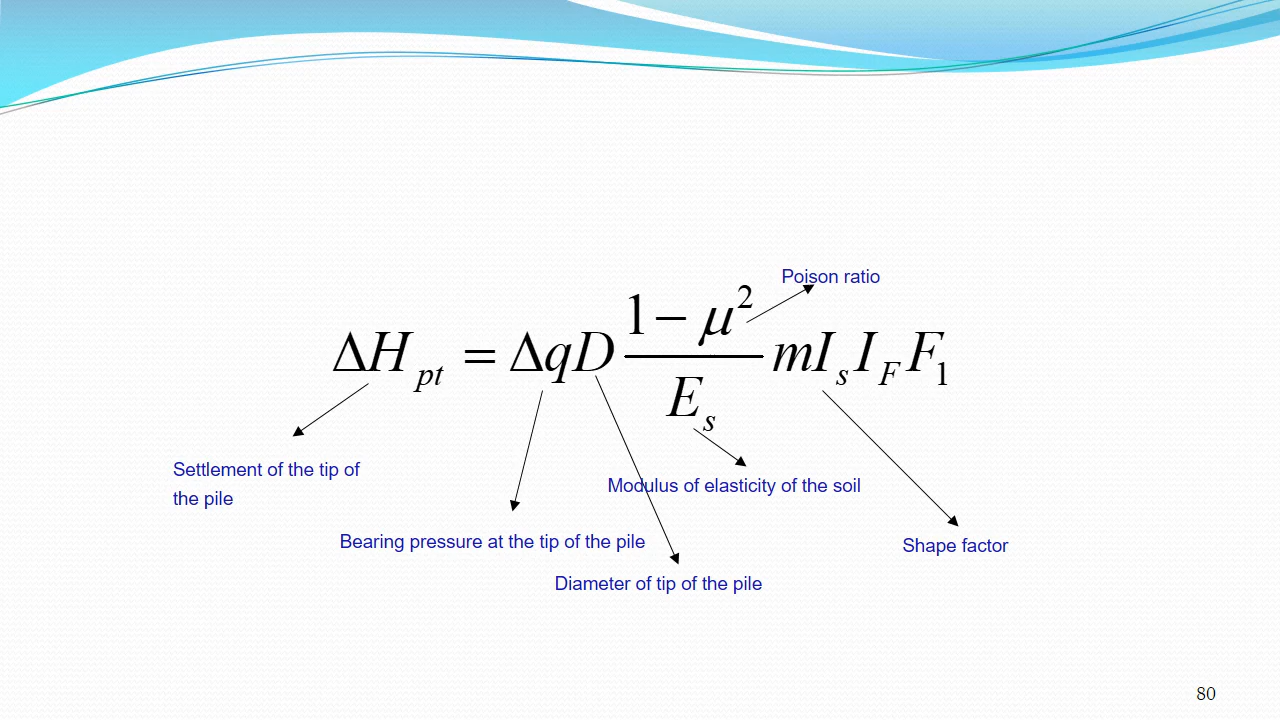 Poison ratio
ΔH_pt = ΔqD (1 − μ²)/E_s mI_s I_F F_1
Settlement of the tip of
the pile
Modulus of elasticity of the soil
Bearing pressure at the tip of the pile
Shape factor
Diameter of tip of the pile
80